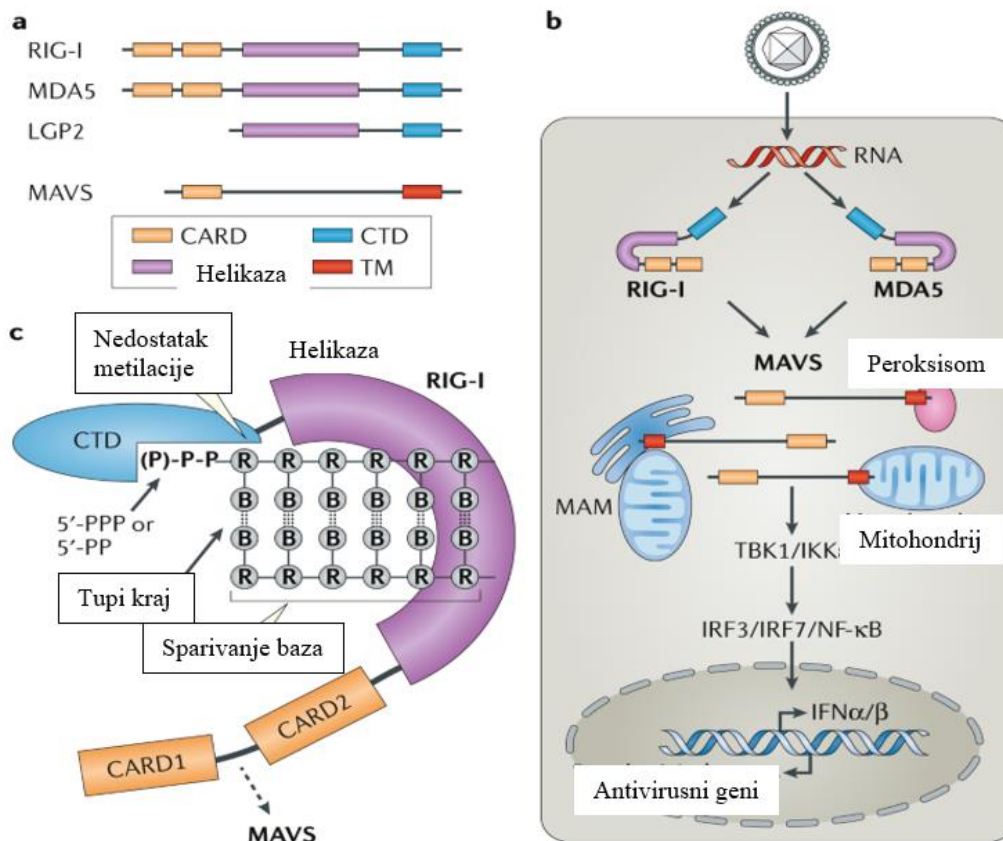 a
RIG-I
MDA5
LGP2
MAVS
CARD
CTD
Helikaza
TM
b
RNA
RIG-I
MDA5
MAVS
Peroksisom
MAM
Mitohondrij
TBK1/IKK
IRF3/IRF7/NF-κB
IFNα/β
Antivirusni geni
c
Nedostatak
metilacije
Helikaza
RIG-I
CTD
(P)-P-P
R R R R R R
B B B B B B
B B B B B B
R R R R R R
5′-PPP or
5′-PP
Tupi kraj
Sparivanje baza
CARD2
CARD1
MAVS